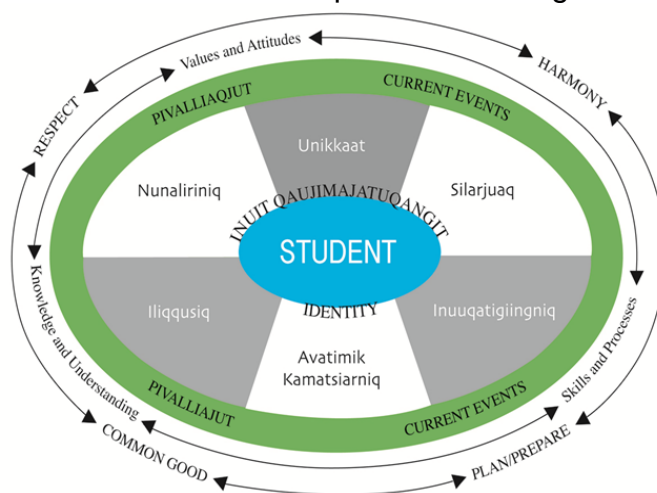 HARMONY
Values and Attitudes
RESPECT
PIVALLIAQJUT
CURRENT EVENTS
Unikkaat
Nunaliriniq
Silarjuaq
INUIT QAUJIMAJATUQANGIT
STUDENT
IDENTITY
Iliqqusiq
Inuuqatigiingniq
Avatimik
Kamatsiarniq
PIVALLIAJUT
CURRENT EVENTS
Knowledge and Understanding
Skills and Processes
COMMON GOOD
PLAN/PREPARE